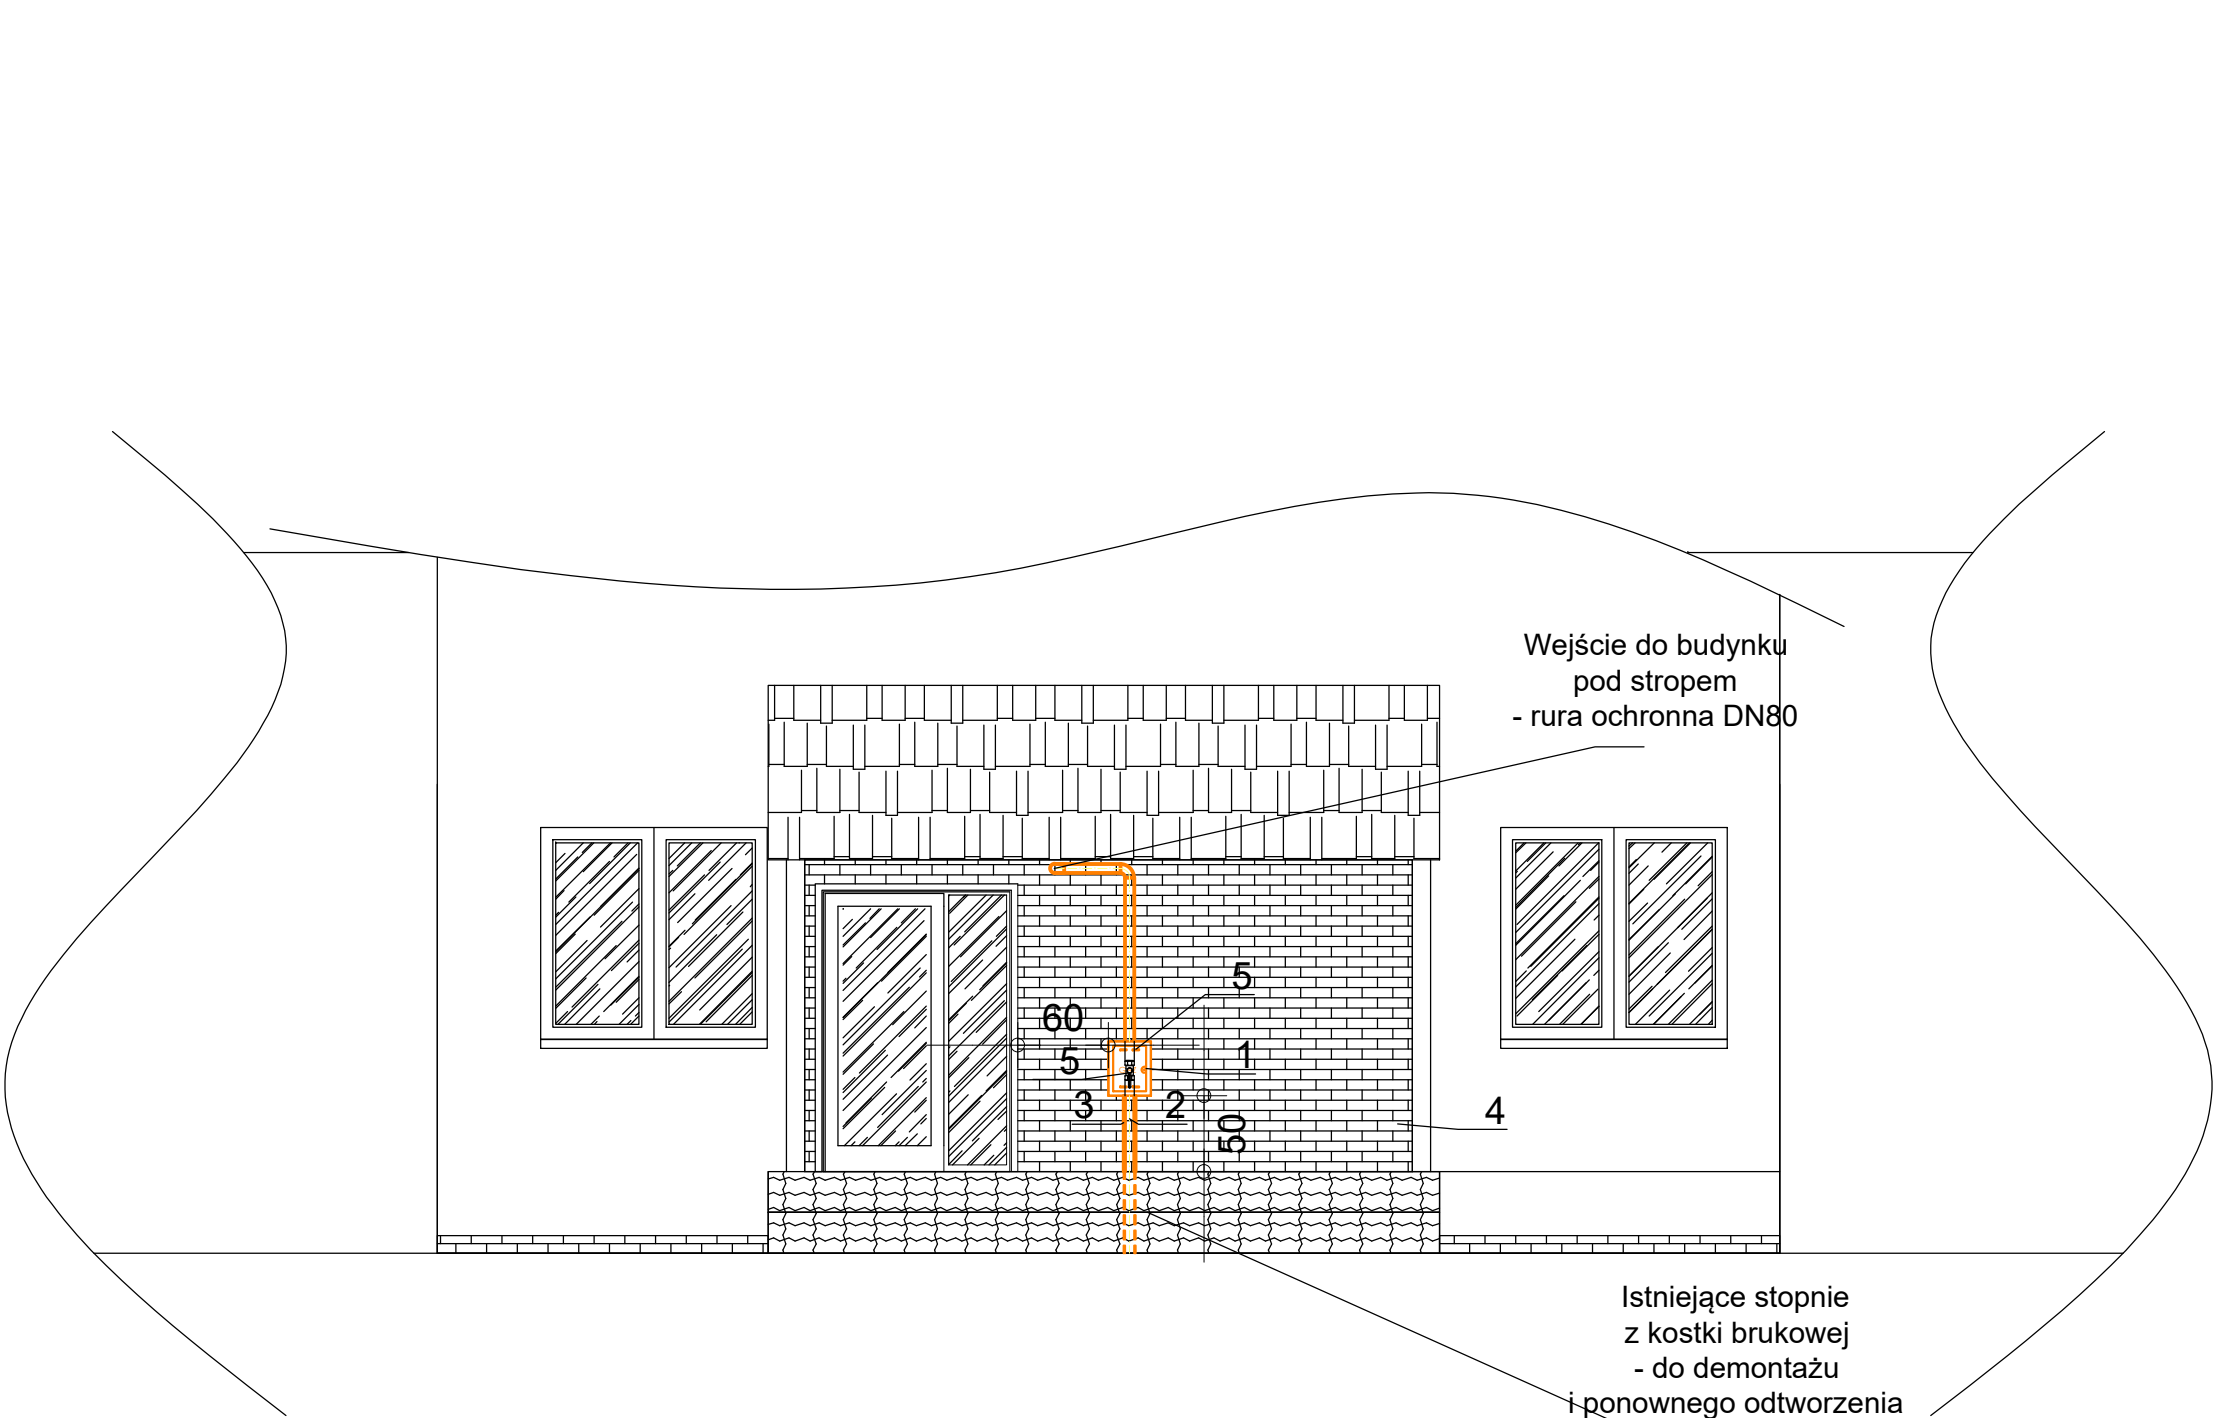 Wejście do budynku
pod stropem
- rura ochronna DN80
5
60
5
1
3
2
50
4
Istniejące stopnie
z kostki brukowej
- do demontażu
i ponownego odtworzenia